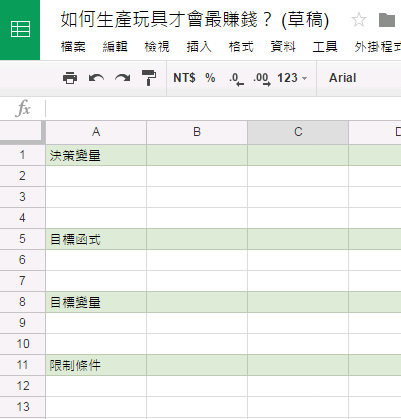 如何生產玩具才會最賺錢？ (草稿)
檔案 編輯 檢視 插入 格式 資料 工具 外掛程式
NT$ % .0 .00 123 Arial
fx
A B C D
1 決策變量
2
3
4
5 目標函式
6
7
8 目標變量
9
10
11 限制條件
12
13